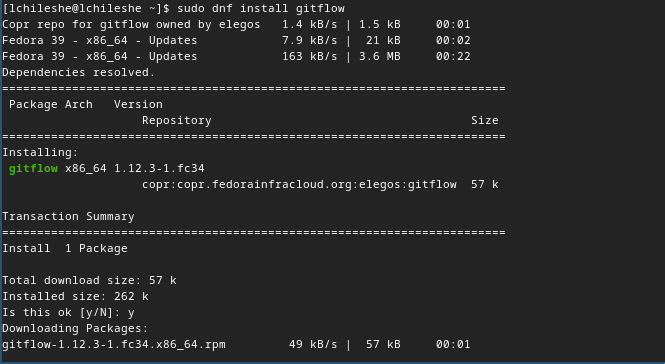 [lchileshe@lchileshe ~]$ sudo dnf install gitflow
Copr repo for gitflow owned by elegos   1.4 kB/s | 1.5 kB     00:01
Fedora 39 - x86_64 - Updates            7.9 kB/s |  21 kB     00:02
Fedora 39 - x86_64 - Updates            163 kB/s | 3.6 MB     00:22
Dependencies resolved.
========================================================================
 Package Arch   Version
                    Repository                                     Size
========================================================================
Installing:
 gitflow x86_64 1.12.3-1.fc34
                    copr:copr.fedorainfracloud.org:elegos:gitflow  57 k

Transaction Summary
========================================================================
Install  1 Package

Total download size: 57 k
Installed size: 262 k
Is this ok [y/N]: y
Downloading Packages:
gitflow-1.12.3-1.fc34.x86_64.rpm         49 kB/s |  57 kB     00:01